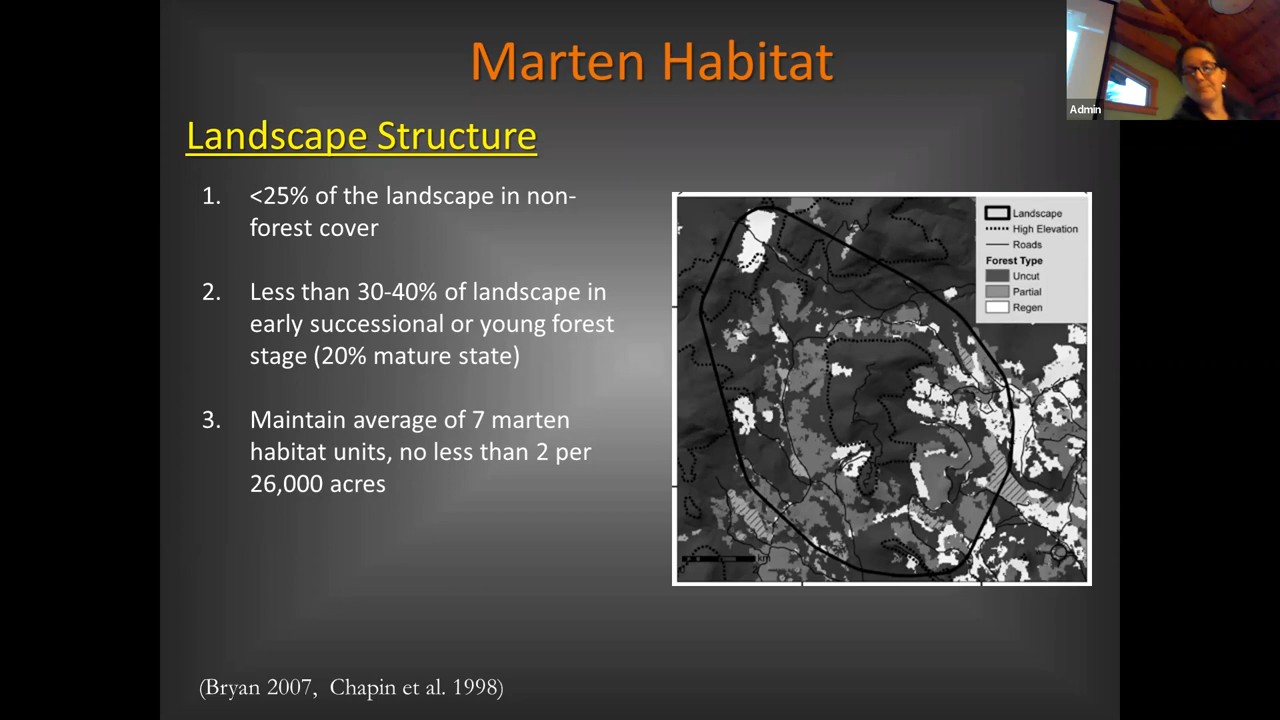 Marten Habitat
Admin
Landscape Structure
1. <25% of the landscape in non-
forest cover
2. Less than 30-40% of landscape in
early successional or young forest
stage (20% mature state)
3. Maintain average of 7 marten
habitat units, no less than 2 per
26,000 acres
Landscape
High Elevation
Roads
Forest Type
Uncut
Partial
Regen
km
(Bryan 2007, Chapin et al. 1998)